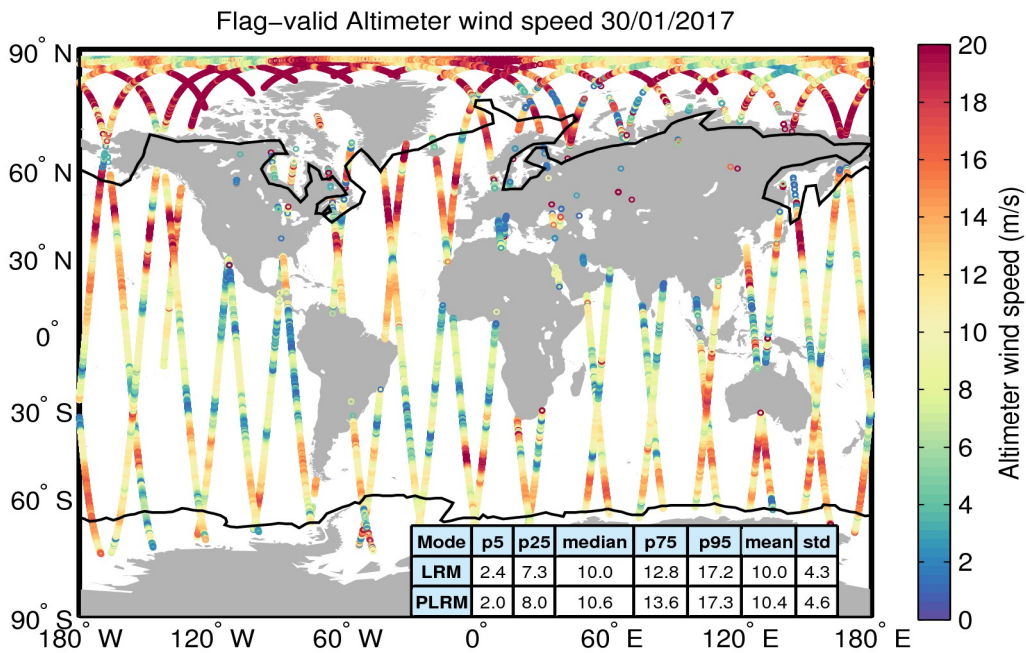 Flag−valid Altimeter wind speed 30/01/2017
90° N
60° N
30° N
0°
30° S
60° S
90° S
180° W
120° W
60° W
0°
60° E
120° E
180° E
Mode p5 p25 median p75 p95 mean std
LRM 2.4 7.3 10.0 12.8 17.2 10.0 4.3
PLRM 2.0 8.0 10.6 13.6 17.3 10.4 4.6
20
18
16
14
12
10
8
6
4
2
0
Altimeter wind speed (m/s)